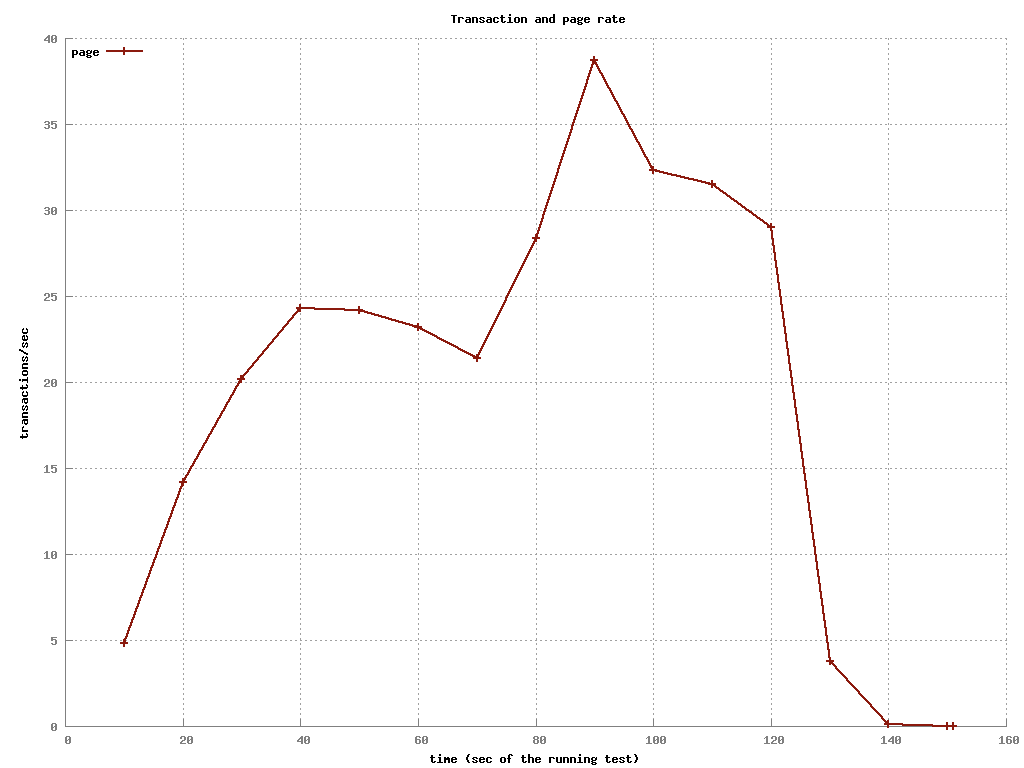 Transaction and page rate
page
40
35
30
25
20
15
10
5
0
transactions/sec
0 20 40 60 80 100 120 140 160
time (sec of the running test)